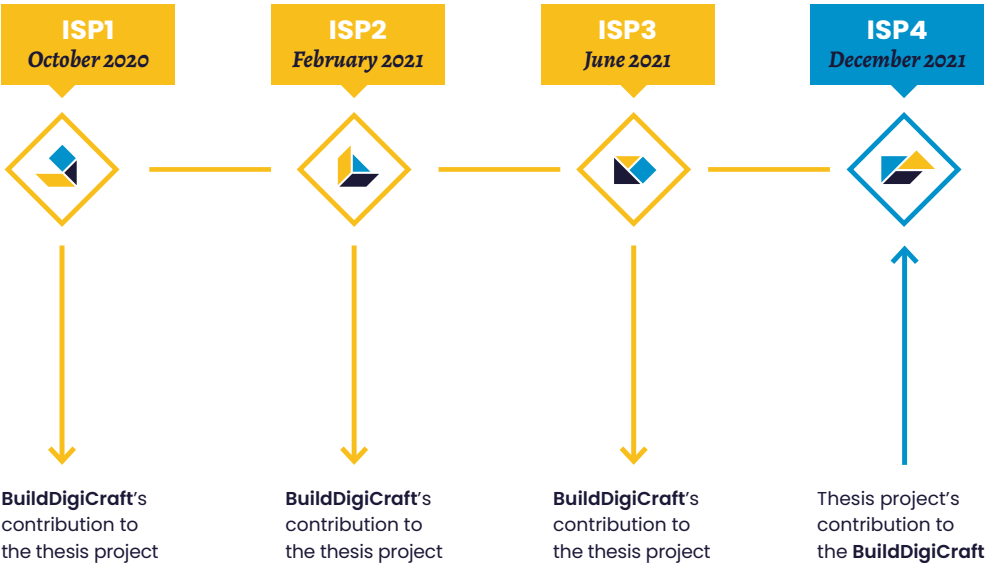 ISP1
October 2020
ISP2
February 2021
ISP3
June 2021
ISP4
December 2021
BuildDigiCraft's
contribution to
the thesis project
BuildDigiCraft's
contribution to
the thesis project
BuildDigiCraft's
contribution to
the thesis project
Thesis project's
contribution to
the BuildDigiCraft